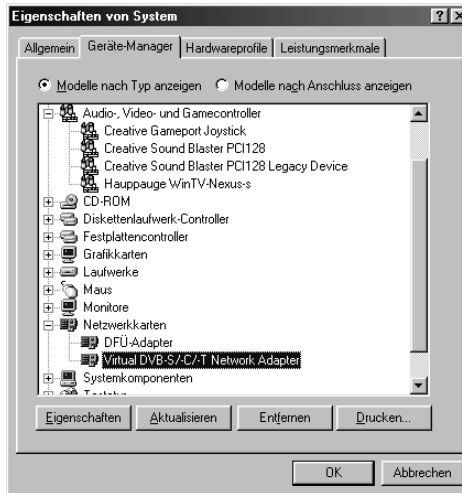 Eigenschaften von System
Allgemein Geräte-Manager Hardwareprofile Leistungsmerkmale
Modelle nach Typ anzeigen Modelle nach Anschluss anzeigen
Audio-, Video- und Gamecontroller
Creative Gameport Joystick
Creative Sound Blaster PCI128
Creative Sound Blaster PCI128 Legacy Device
Hauppauge WinTV-Nexus-s
CD-ROM
Diskettenlaufwerk-Controller
Festplattencontroller
Grafikkarten
Laufwerke
Maus
Monitore
Netzwerkkarten
DFÜ-Adapter
Virtual DVB-S/-C/-T Network Adapter
Systemkomponenten
Eigenschaften Aktualisieren Entfernen Drucken...
OK Abbrechen